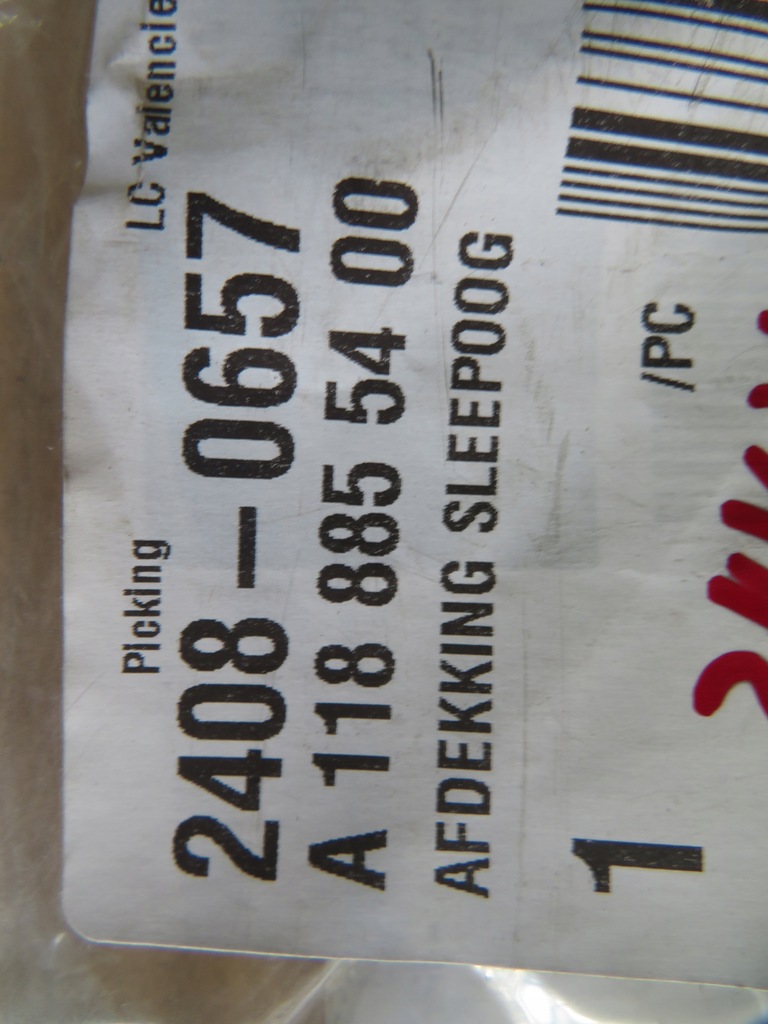 Picking LC Valencie
2408-0657
A 118 885 54 00
AFDEKKING SLEEPOOG
1 /PC